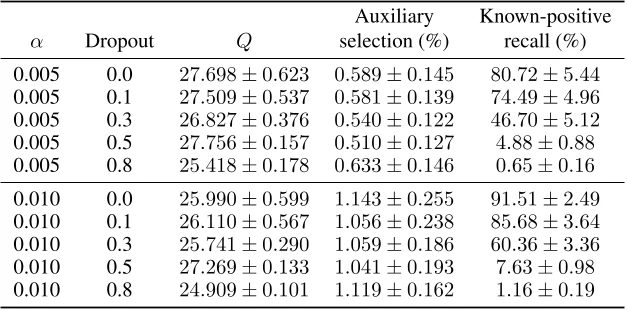 Auxiliary Known-positive
α Dropout Q selection (%) recall (%)
0.005 0.0 27.698 ± 0.623 0.589 ± 0.145 80.72 ± 5.44
0.005 0.1 27.509 ± 0.537 0.581 ± 0.139 74.49 ± 4.96
0.005 0.3 26.827 ± 0.376 0.540 ± 0.122 46.70 ± 5.12
0.005 0.5 27.756 ± 0.157 0.510 ± 0.127 4.88 ± 0.88
0.005 0.8 25.418 ± 0.178 0.633 ± 0.146 0.65 ± 0.16
0.010 0.0 25.990 ± 0.599 1.143 ± 0.255 91.51 ± 2.49
0.010 0.1 26.110 ± 0.567 1.056 ± 0.238 85.68 ± 3.64
0.010 0.3 25.741 ± 0.290 1.059 ± 0.186 60.36 ± 3.36
0.010 0.5 27.269 ± 0.133 1.041 ± 0.193 7.63 ± 0.98
0.010 0.8 24.909 ± 0.101 1.119 ± 0.162 1.16 ± 0.19